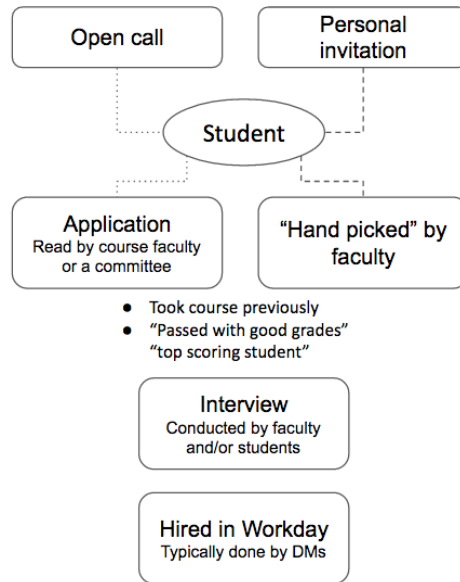 Open call
Personal
invitation
Student
Application
Read by course faculty
or a committee
“Hand picked” by
faculty
● Took course previously
● “Passed with good grades”
“top scoring student”
Interview
Conducted by faculty
and/or students
Hired in Workday
Typically done by DMs